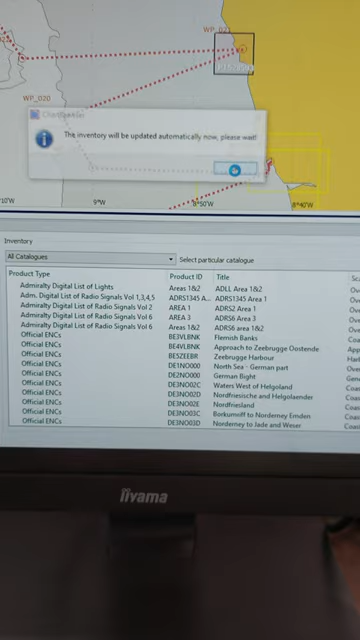 WP_021
WP_020
The inventory will be updated automatically now, please wait!
10'W
9°W
8°50'W
8°40'W
Inventory
All Catalogues
Select particular catalogue
Product Type Product ID Title
Admiralty Digital List of Lights Areas 1&2 ADLL Area 1&2
Adm. Digital List of Radio Signals Vol 1,3,4,5 ADRS1345 A... ADRS1345 Area 1
Admiralty Digital List of Radio Signals Vol 2 AREA 1 ADRS2 Area 1
Admiralty Digital List of Radio Signals Vol 6 AREA 3 ADRS6 Area 3
Admiralty Digital List of Radio Signals Vol 6 Areas 1&2 ADRS6 area 1&2
Official ENCs BE3VLBNK Flemish Banks
Official ENCs BE4VLBNK Approach to Zeebrugge Oostende
Official ENCs BE5ZEEBR Zeebrugge Harbour
Official ENCs DE1NO000 North Sea - German part
Official ENCs DE2NO000 German Bight
Official ENCs DE3NO02C Waters West of Helgoland
Official ENCs DE3NO02D Nordfriesische and Helgolaender
Official ENCs DE3NO02E Nordfriesland
Official ENCs DE3NO03C Borkumriff to Norderney Emden
Official ENCs DE3NO03D Norderney to Jade and Weser
iiyama